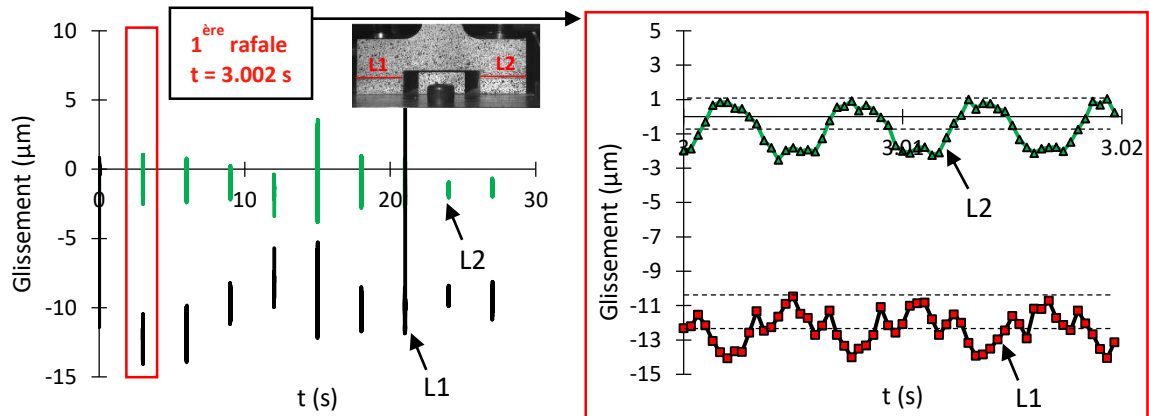 10
5
0
-5
-10
-15
0
10
20
30
Glissement (µm)
t (s)
1ère rafale
t = 3.002 s
L1
L2
L2
L1
5
3
1
-1
-3
-5
-7
-9
-11
-13
-15
3
3.01
3.02
Glissement (µm)
t (s)
L2
L1